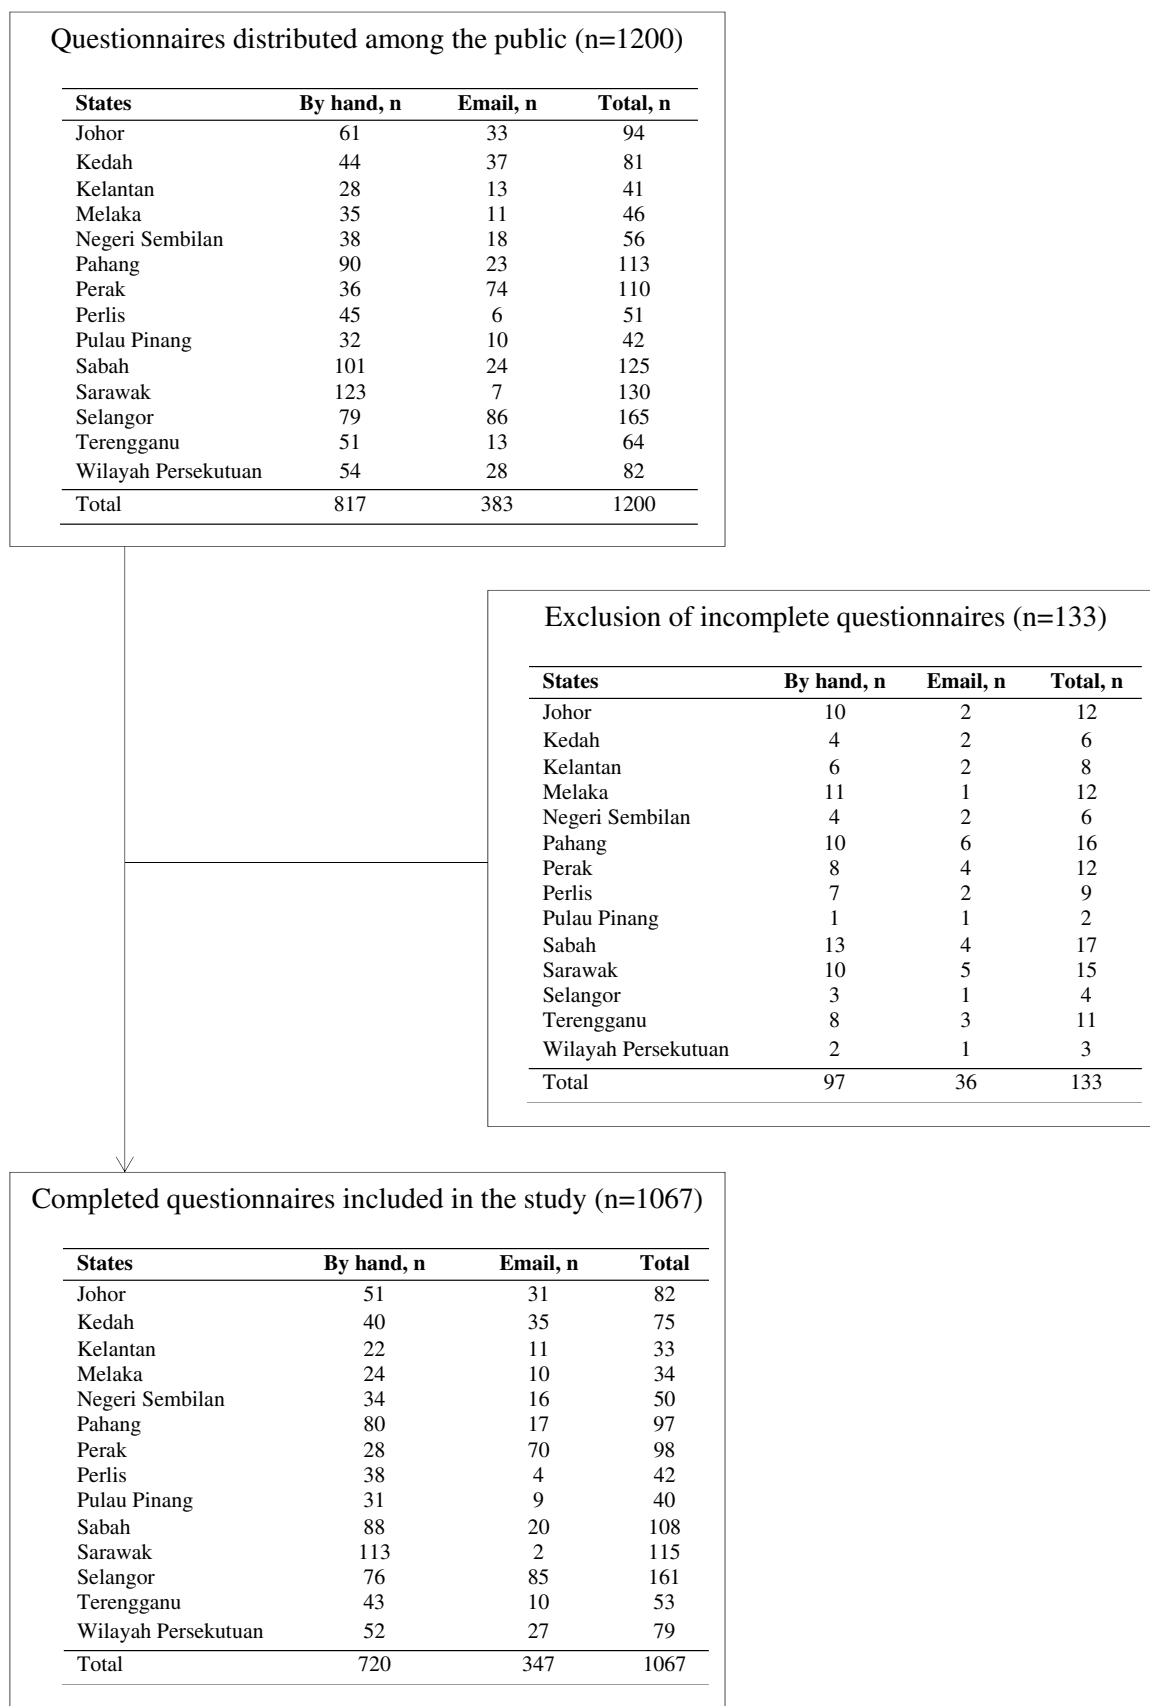 Questionnaires distributed among the public (n=1200)
States By hand, n Email, n Total, n
Johor 61 33 94
Kedah 44 37 81
Kelantan 28 13 41
Melaka 35 11 46
Negeri Sembilan 38 18 56
Pahang 90 23 113
Perak 36 74 110
Perlis 45 6 51
Pulau Pinang 32 10 42
Sabah 101 24 125
Sarawak 123 7 130
Selangor 79 86 165
Terengganu 51 13 64
Wilayah Persekutuan 54 28 82
Total 817 383 1200
Exclusion of incomplete questionnaires (n=133)
States By hand, n Email, n Total, n
Johor 10 2 12
Kedah 4 2 6
Kelantan 6 2 8
Melaka 11 1 12
Negeri Sembilan 4 2 6
Pahang 10 6 16
Perak 8 4 12
Perlis 7 2 9
Pulau Pinang 1 1 2
Sabah 13 4 17
Sarawak 10 5 15
Selangor 3 1 4
Terengganu 8 3 11
Wilayah Persekutuan 2 1 3
Total 97 36 133
Completed questionnaires included in the study (n=1067)
States By hand, n Email, n Total
Johor 51 31 82
Kedah 40 35 75
Kelantan 22 11 33
Melaka 24 10 34
Negeri Sembilan 34 16 50
Pahang 80 17 97
Perak 28 70 98
Perlis 38 4 42
Pulau Pinang 31 9 40
Sabah 88 20 108
Sarawak 113 2 115
Selangor 76 85 161
Terengganu 43 10 53
Wilayah Persekutuan 52 27 79
Total 720 347 1067